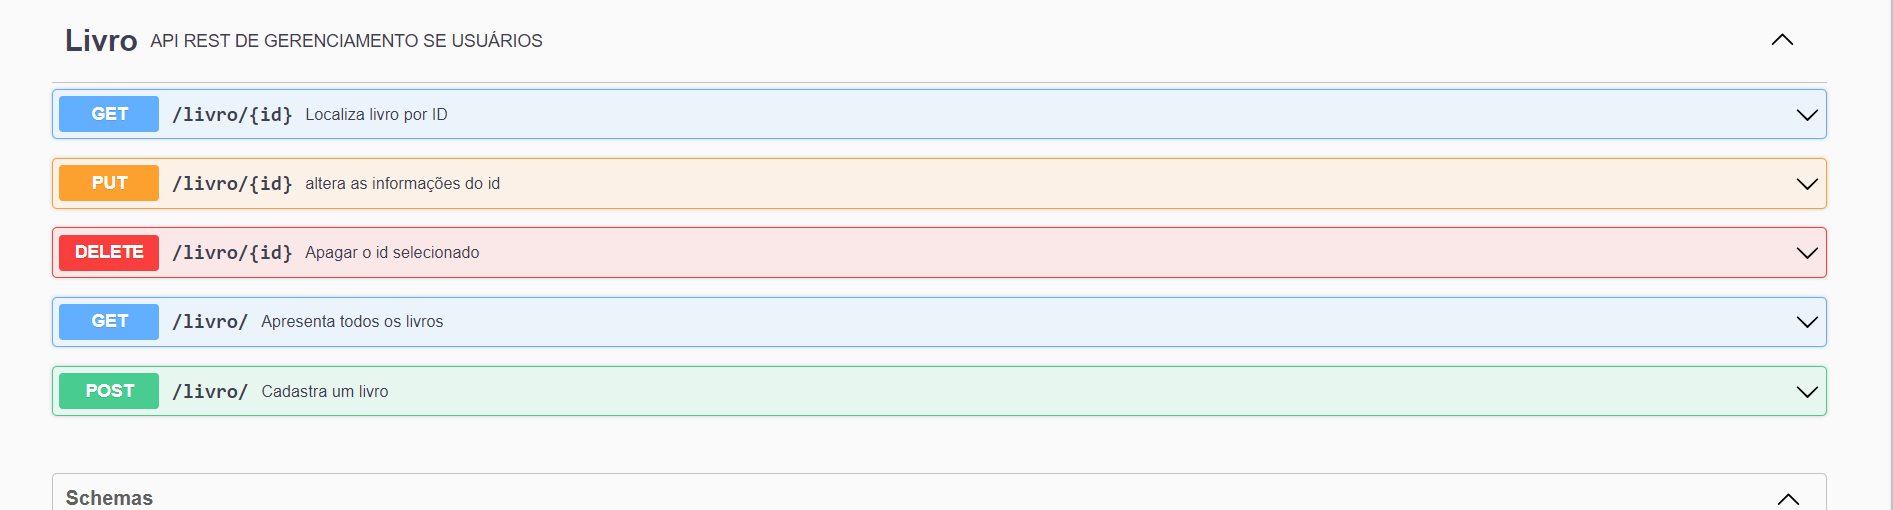 Livro API REST DE GERENCIAMENTO SE USUÁRIOS
GET /livro/{id} Localiza livro por ID
PUT /livro/{id} altera as informações do id
DELETE /livro/{id} Apagar o id selecionado
GET /livro/ Apresenta todos os livros
POST /livro/ Cadastra um livro
Schemas